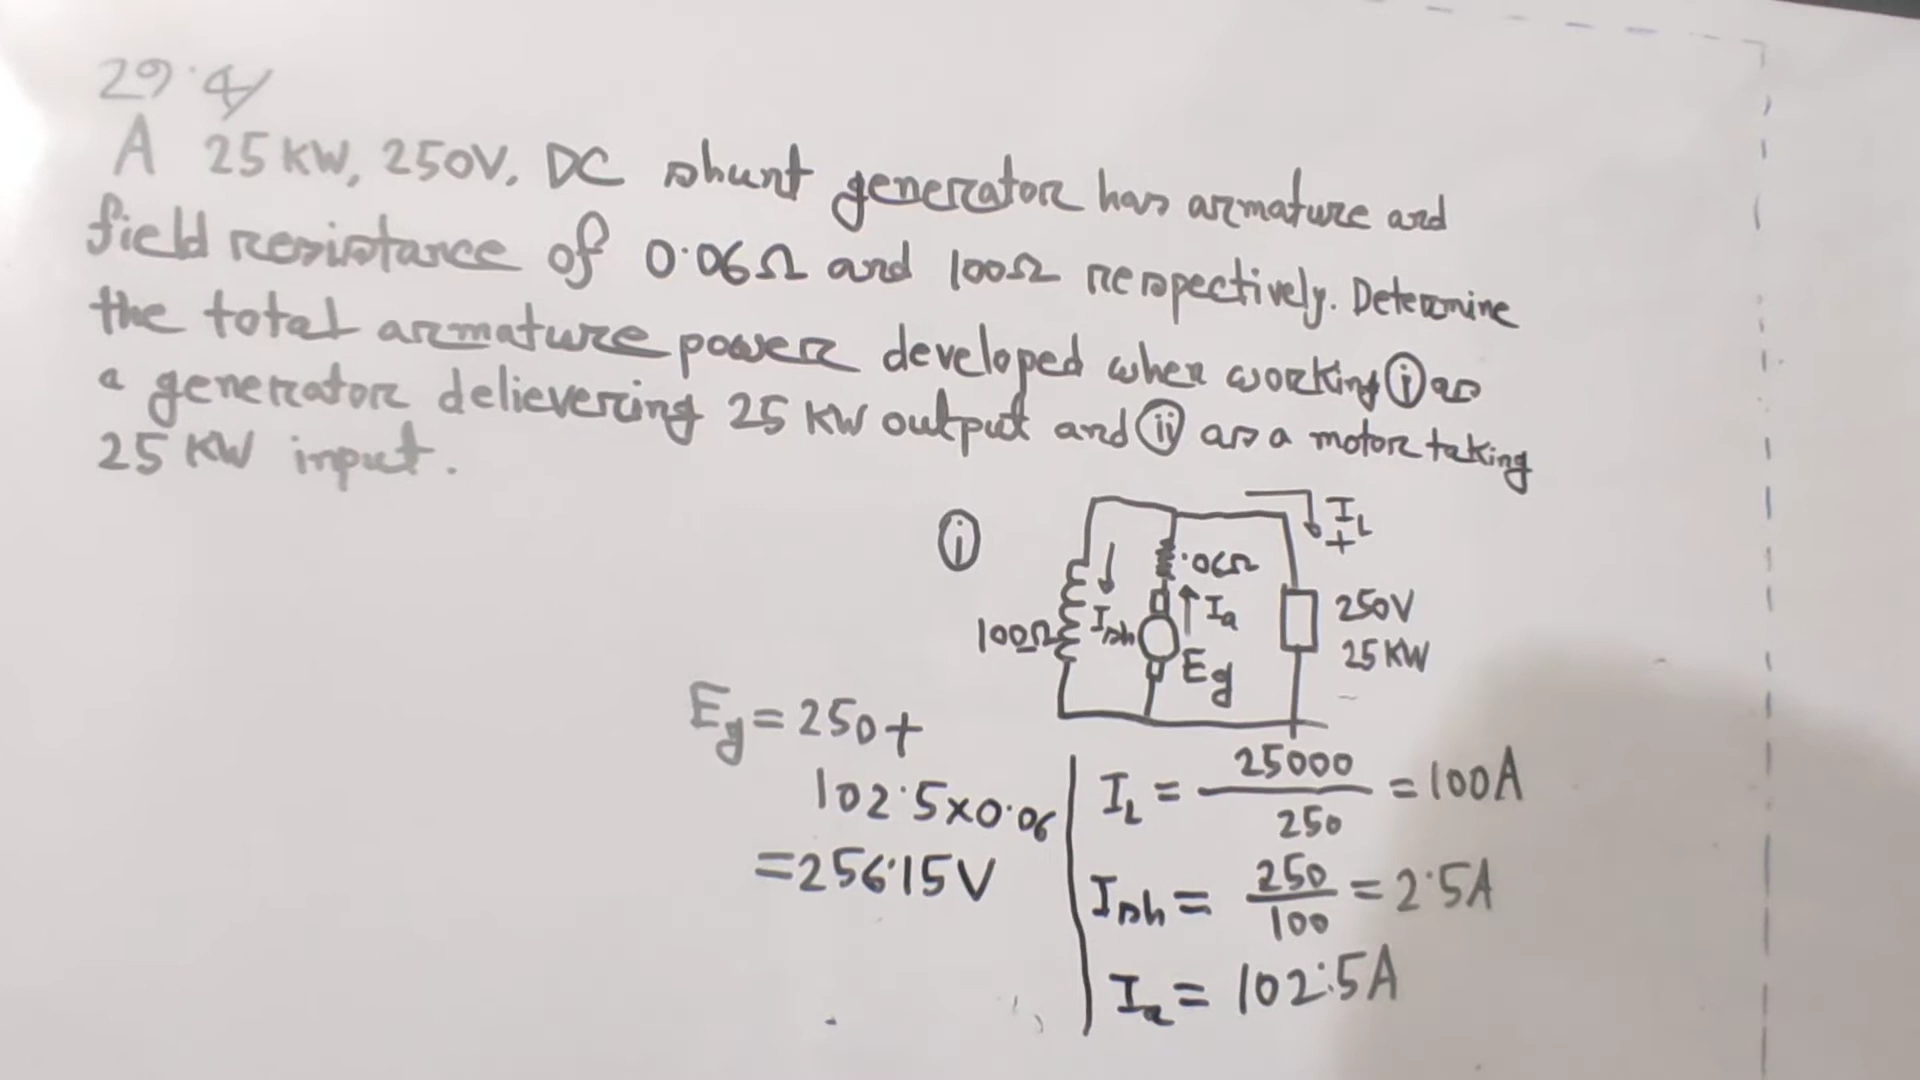 29.4/
A 25 KW, 250V, DC shunt generator has armature and
field resistance of 0.06Ω and 100Ω respectively. Determine
the total armature power developed when working (i) as
a generator delievering 25 KW output and (ii) as a motor taking
25 KW input.
(i)
I_L
+
.06Ω
I_a
250V
100Ω
I_sh
E_g
25 KW
E_g = 250 +
102.5×0.06
= 256.15V
I_L = 25000/250 = 100A
I_sh = 250/100 = 2.5A
I_a = 102.5A